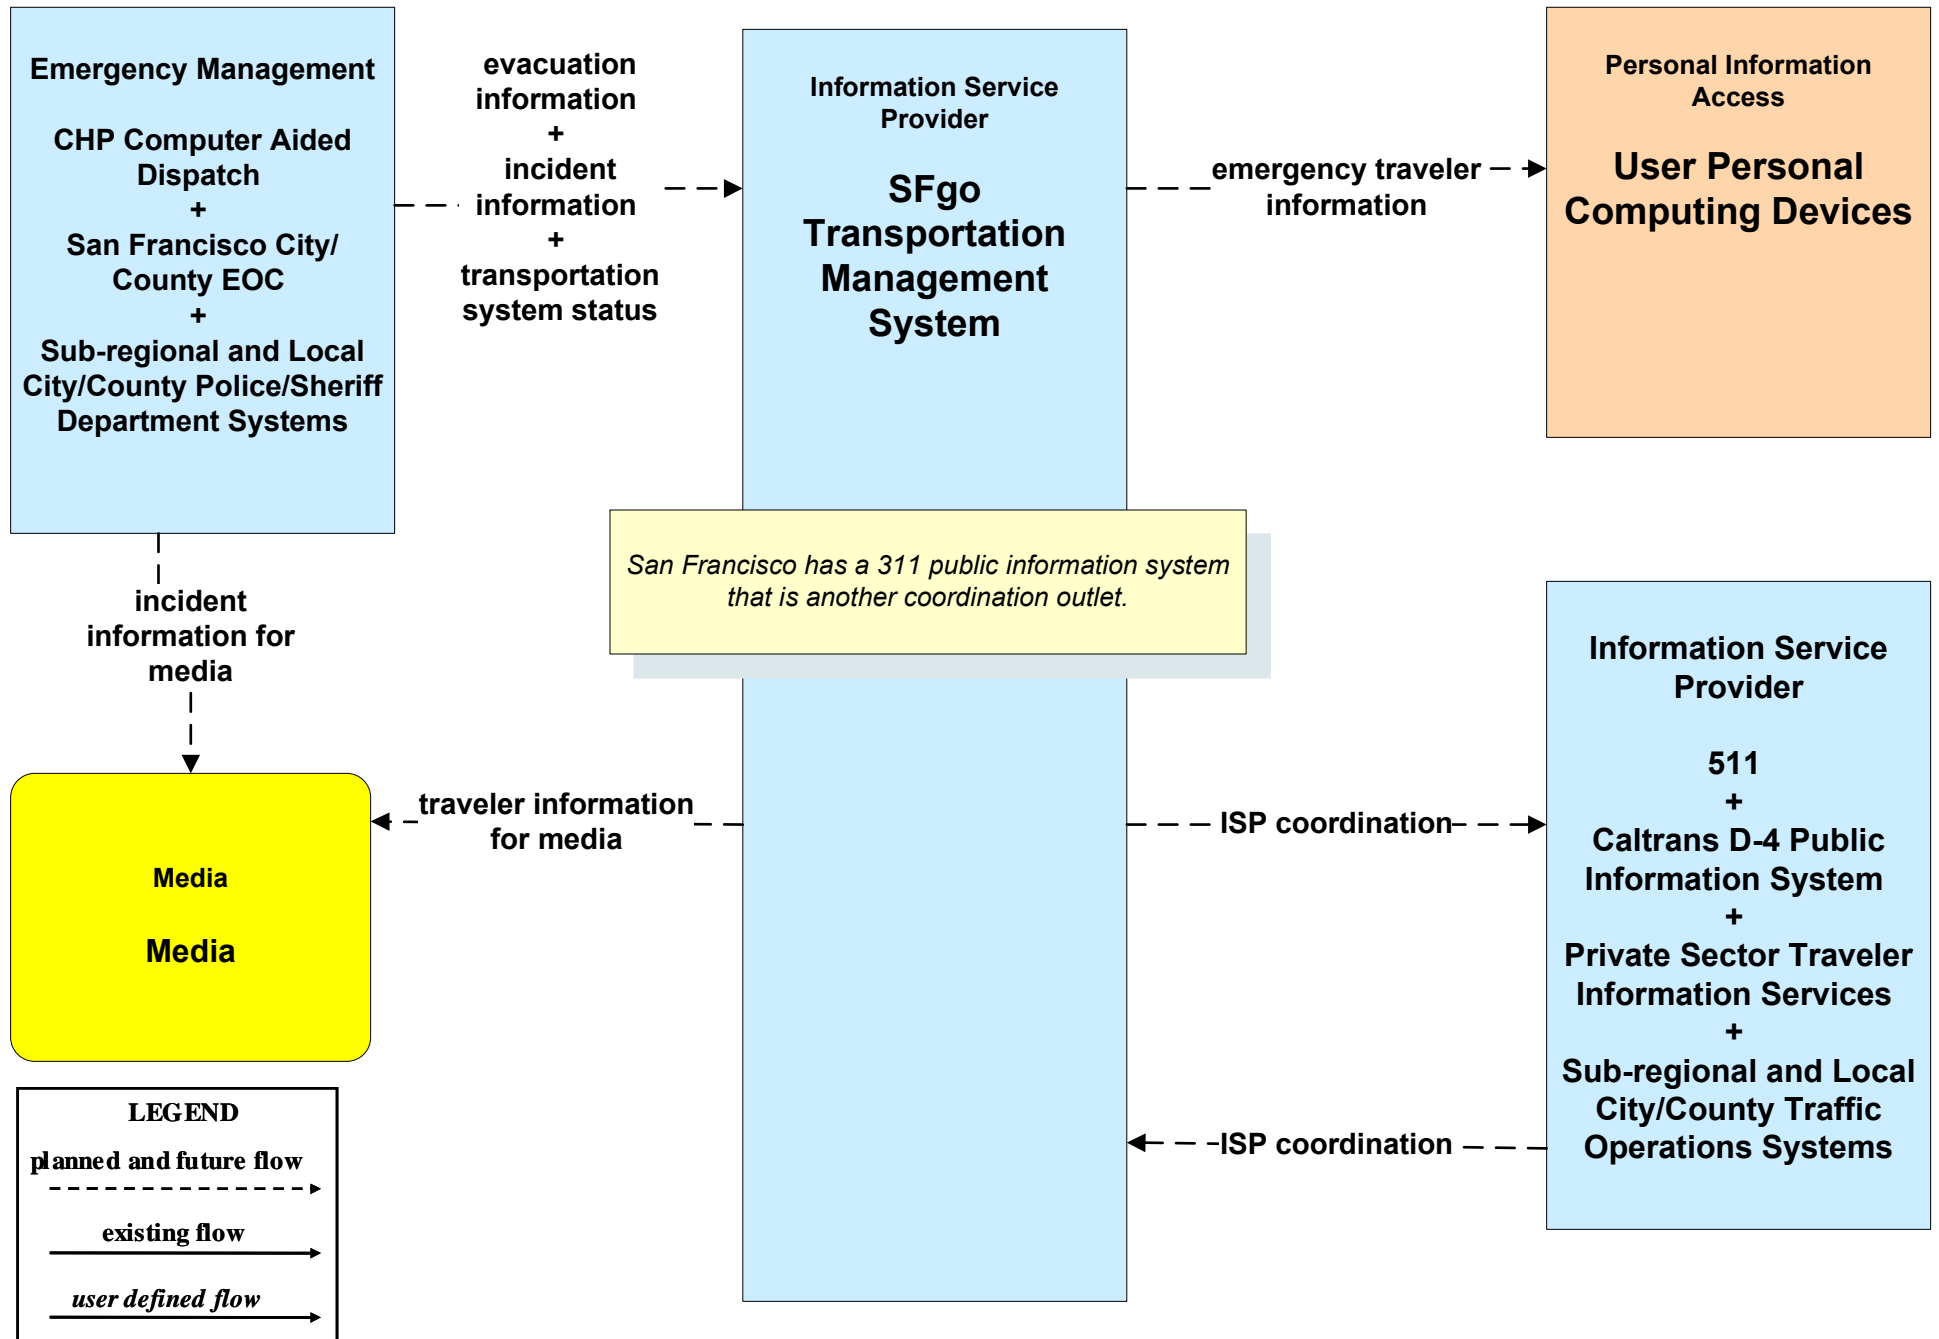 Emergency Management
CHP Computer Aided
Dispatch
+
San Francisco City/
County EOC
+
Sub-regional and Local
City/County Police/Sheriff
Department Systems
evacuation
information
+
incident
information
+
transportation
system status
Information Service
Provider
SFgo
Transportation
Management
System
emergency traveler
information
Personal Information
Access
User Personal
Computing Devices
San Francisco has a 311 public information system
that is another coordination outlet.
incident
information for
media
Media
Media
traveler information
for media
ISP coordination
ISP coordination
Information Service
Provider
511
+
Caltrans D-4 Public
Information System
+
Private Sector Traveler
Information Services
+
Sub-regional and Local
City/County Traffic
Operations Systems
LEGEND
planned and future flow
existing flow
user defined flow